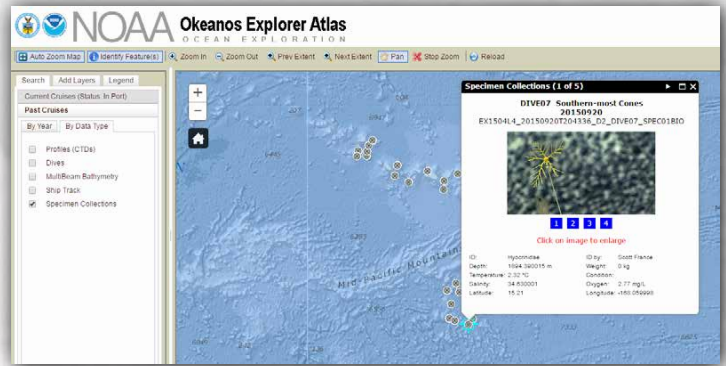 NOAA Okeanos Explorer Atlas
OCEAN EXPLORATION
Auto Zoom Map Identify Feature(s) Zoom In Zoom Out Prev Extent Next Extent Pan Stop Zoom Reload
Search Add Layers Legend
Current Cruises (Status: In Port)
Past Cruises
By Year By Data Type
Profiles (CTDs)
Dives
MultiBeam Bathymetry
Ship Track
Specimen Collections
+
−
Mid-Pacific Mountains
Specimen Collections (1 of 5)
DIVE07 Southern-most Cones
20150920
EX1504L4_20150920T204336_D2_DIVE07_SPEC01BIO
1 2 3 4
Click on image to enlarge
ID: Hyocrinidae ID by: Scott France
Depth: 1694.390015 m Weight: 0 kg
Temperature: 2.32 °C Condition:
Salinity: 34.630001 Oxygen: 2.77 mg/L
Latitude: 15.21 Longitude: -169.059998